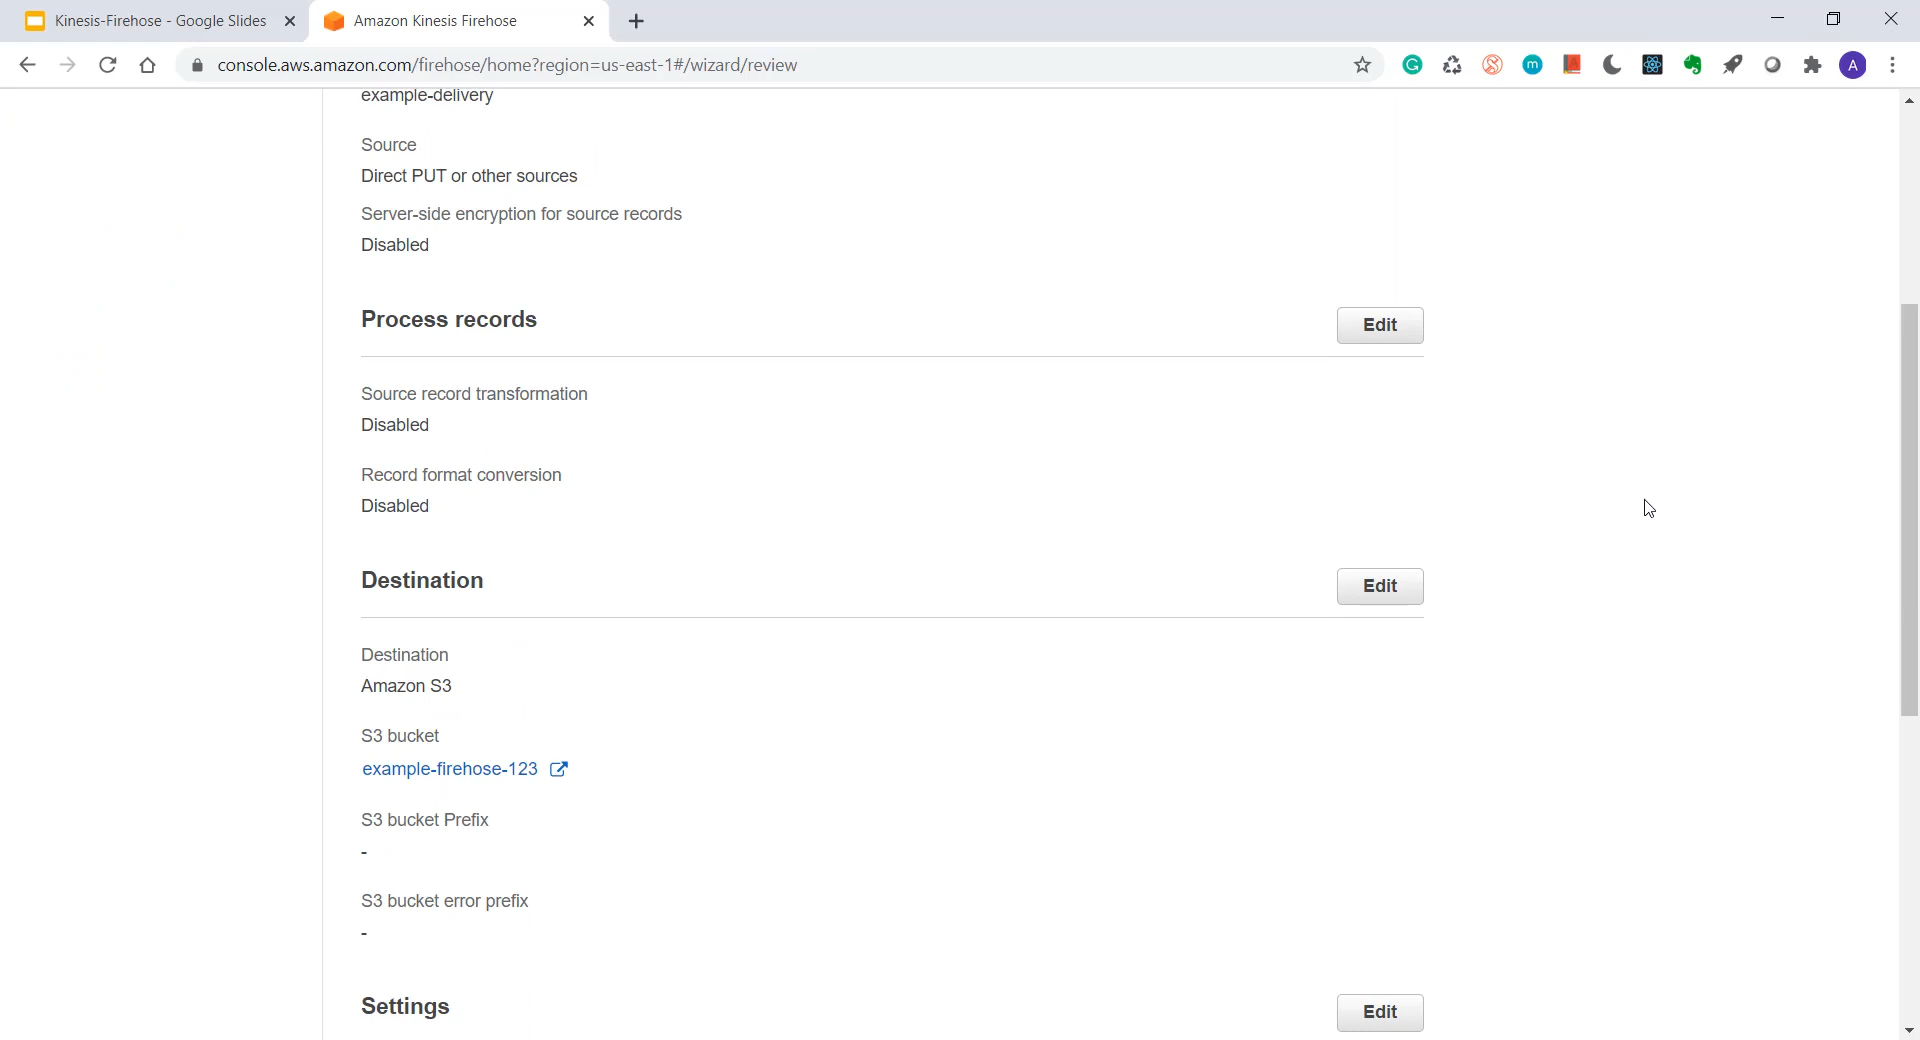 Kinesis-Firehose - Google Slides
Amazon Kinesis Firehose
console.aws.amazon.com/firehose/home?region=us-east-1#/wizard/review
A
example-delivery
Source
Direct PUT or other sources
Server-side encryption for source records
Disabled
Process records
Edit
Source record transformation
Disabled
Record format conversion
Disabled
Destination
Edit
Destination
Amazon S3
S3 bucket
example-firehose-123
S3 bucket Prefix
-
S3 bucket error prefix
-
Settings
Edit